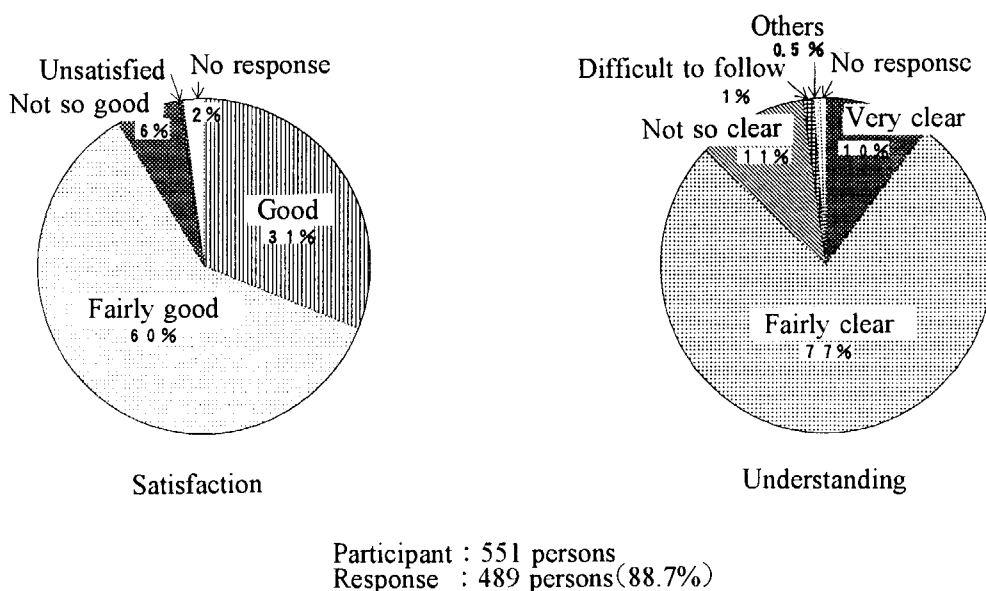 Unsatisfied
No response
Not so good
6%
2%
Good
31%
Fairly good
60%
Satisfaction
Others
0.5%
Difficult to follow
1%
No response
Not so clear
11%
Very clear
10%
Fairly clear
77%
Understanding
Participant : 551 persons
Response : 489 persons(88.7%)